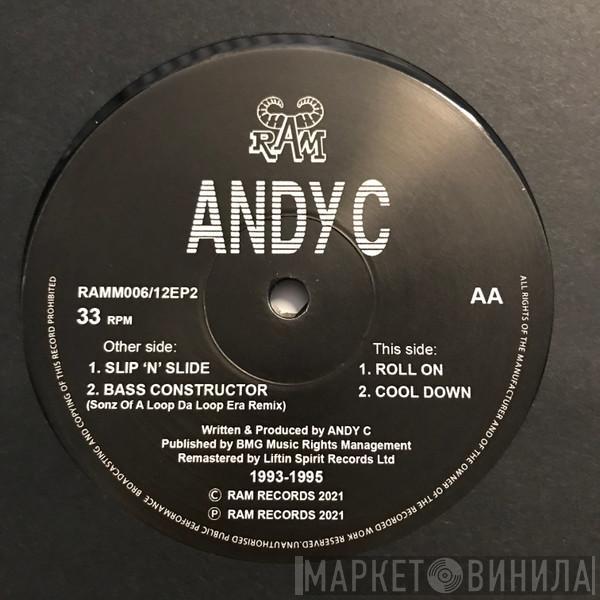 RAM
ANDY C
RAMM006/12EP2
33 RPM
AA
Other side:
1. SLIP ‘N’ SLIDE
2. BASS CONSTRUCTOR
(Sonz Of A Loop Da Loop Era Remix)
This side:
1. ROLL ON
2. COOL DOWN
Written & Produced by ANDY C
Published by BMG Music Rights Management
Remastered by Liftin Spirit Records Ltd
1993-1995
© RAM RECORDS 2021
℗ RAM RECORDS 2021
ALL RIGHTS OF THE MANUFACTURER AND OF THE OWNER OF THE RECORDED WORK RESERVED.UNAUTHORISED PUBLIC PERFORMANCE BROADCASTING AND COPYING OF THIS RECORD PROHIBITED
МАРКЕТ ВИНИЛА